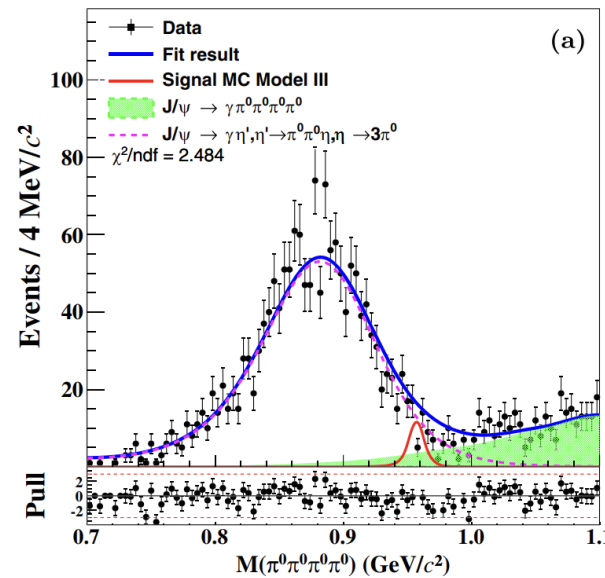 (a)
Data
Fit result
Signal MC Model III
J/ψ → γπ⁰π⁰π⁰π⁰
J/ψ → γη',η'→π⁰π⁰η,η →3π⁰
χ²/ndf = 2.484
Events / 4 MeV/c²
100
80
60
40
20
Pull
2
0
-2
0.7 0.8 0.9 1.0 1.1
M(π⁰π⁰π⁰π⁰) (GeV/c²)